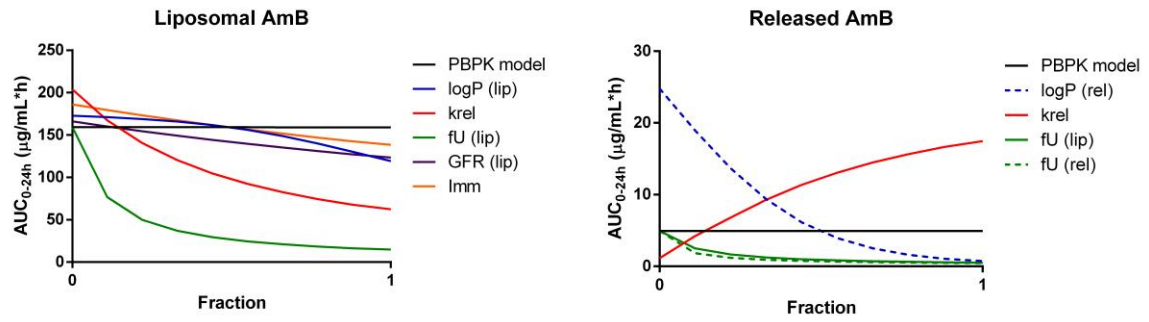 Liposomal AmB
250
200
150
100
50
0
AUC0-24h (µg/mL*h)
0
1
Fraction
PBPK model
logP (lip)
krel
fU (lip)
GFR (lip)
Imm
Released AmB
30
20
10
0
AUC0-24h (µg/mL*h)
0
1
Fraction
PBPK model
logP (rel)
krel
fU (lip)
fU (rel)